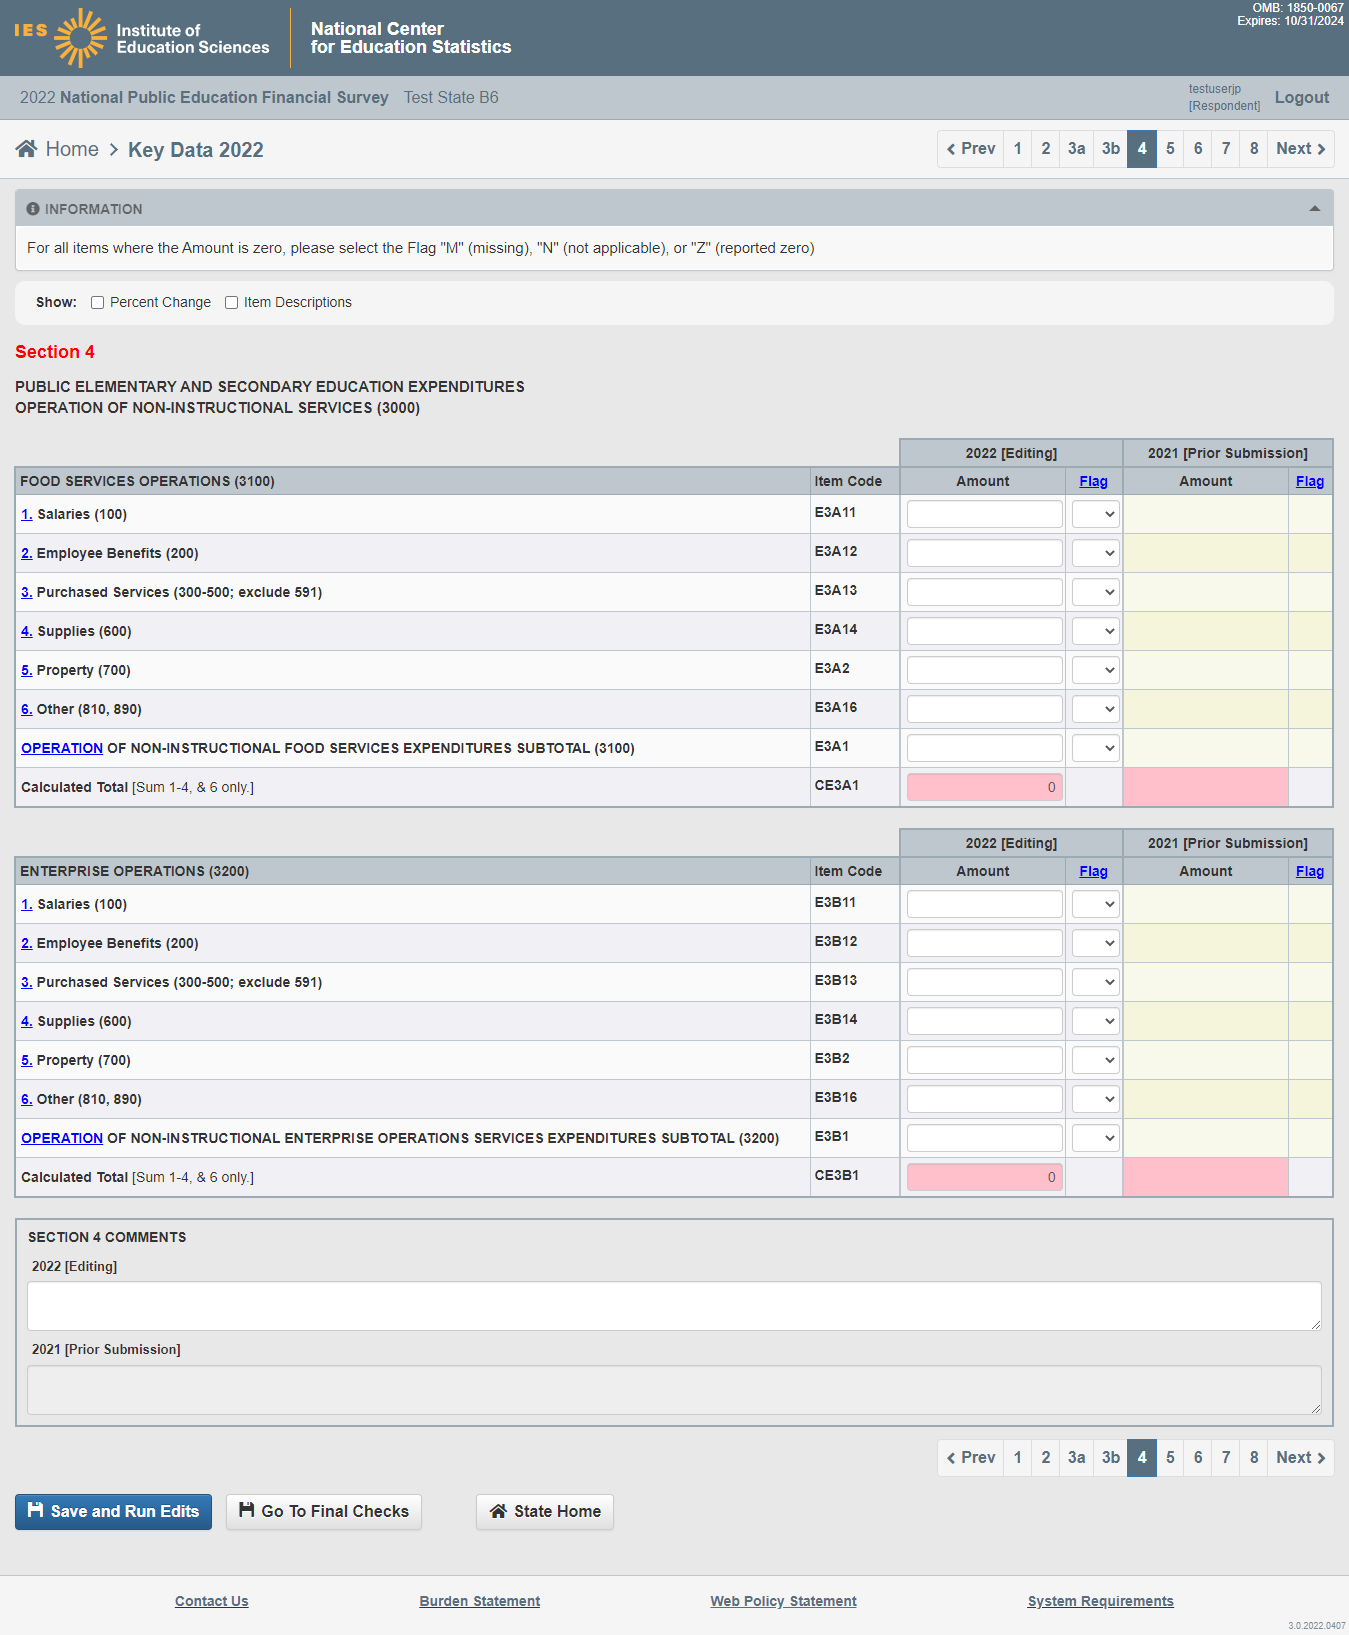 OMB: 1850-0067
Expires: 10/31/2024
IES Institute of Education Sciences
National Center for Education Statistics
2022 National Public Education Financial Survey Test State B6
testuserjp
[Respondent]
Logout
Home > Key Data 2022
Prev 1 2 3a 3b 4 5 6 7 8 Next
INFORMATION
For all items where the Amount is zero, please select the Flag "M" (missing), "N" (not applicable), or "Z" (reported zero)
Show: Percent Change Item Descriptions
Section 4
PUBLIC ELEMENTARY AND SECONDARY EDUCATION EXPENDITURES
OPERATION OF NON-INSTRUCTIONAL SERVICES (3000)
2022 [Editing] 2021 [Prior Submission]
FOOD SERVICES OPERATIONS (3100) Item Code Amount Flag Amount Flag
1. Salaries (100) E3A11
2. Employee Benefits (200) E3A12
3. Purchased Services (300-500; exclude 591) E3A13
4. Supplies (600) E3A14
5. Property (700) E3A2
6. Other (810, 890) E3A16
OPERATION OF NON-INSTRUCTIONAL FOOD SERVICES EXPENDITURES SUBTOTAL (3100) E3A1
Calculated Total [Sum 1-4, & 6 only.] CE3A1 0
2022 [Editing] 2021 [Prior Submission]
ENTERPRISE OPERATIONS (3200) Item Code Amount Flag Amount Flag
1. Salaries (100) E3B11
2. Employee Benefits (200) E3B12
3. Purchased Services (300-500; exclude 591) E3B13
4. Supplies (600) E3B14
5. Property (700) E3B2
6. Other (810, 890) E3B16
OPERATION OF NON-INSTRUCTIONAL ENTERPRISE OPERATIONS SERVICES EXPENDITURES SUBTOTAL (3200) E3B1
Calculated Total [Sum 1-4, & 6 only.] CE3B1 0
SECTION 4 COMMENTS
2022 [Editing]
2021 [Prior Submission]
Prev 1 2 3a 3b 4 5 6 7 8 Next
Save and Run Edits Go To Final Checks State Home
Contact Us Burden Statement Web Policy Statement System Requirements
3.0.2022.0407